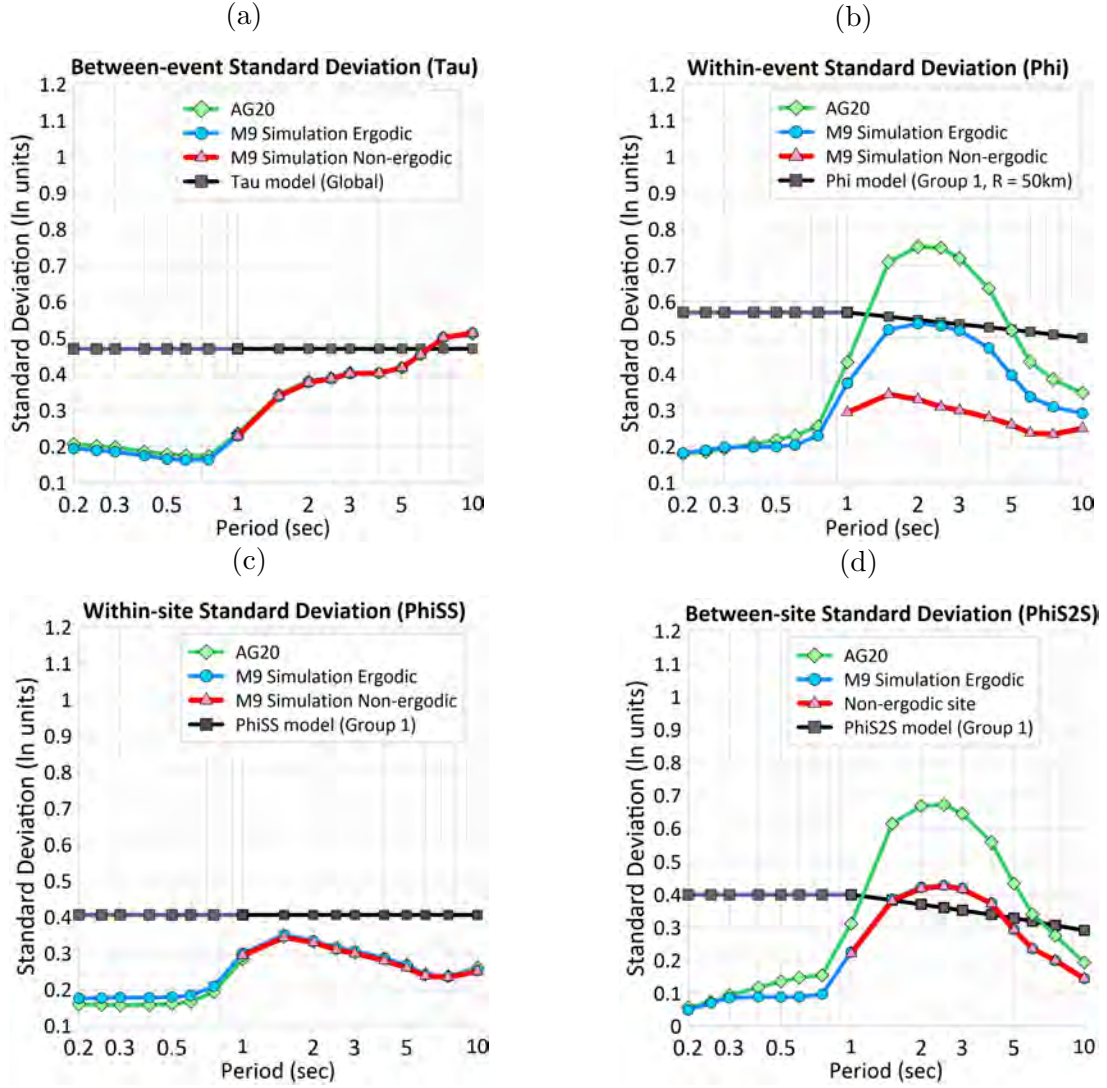 (a)
Between-event Standard Deviation (Tau)
Standard Deviation (ln units)
1.2
1.1
1
0.9
0.8
0.7
0.6
0.5
0.4
0.3
0.2
0.1
AG20
M9 Simulation Ergodic
M9 Simulation Non-ergodic
Tau model (Global)
0.2 0.3 0.5 1 2 3 5 10
Period (sec)
(b)
Within-event Standard Deviation (Phi)
Standard Deviation (ln units)
1.2
1.1
1
0.9
0.8
0.7
0.6
0.5
0.4
0.3
0.2
0.1
AG20
M9 Simulation Ergodic
M9 Simulation Non-ergodic
Phi model (Group 1, R = 50km)
0.2 0.3 0.5 1 2 3 5 10
Period (sec)
(c)
Within-site Standard Deviation (PhiSS)
Standard Deviation (ln units)
1.2
1.1
1
0.9
0.8
0.7
0.6
0.5
0.4
0.3
0.2
0.1
AG20
M9 Simulation Ergodic
M9 Simulation Non-ergodic
PhiSS model (Group 1)
0.2 0.3 0.5 1 2 3 5 10
Period (sec)
(d)
Between-site Standard Deviation (PhiS2S)
Standard Deviation (ln units)
1.2
1.1
1
0.9
0.8
0.7
0.6
0.5
0.4
0.3
0.2
0.1
0
AG20
M9 Simulation Ergodic
Non-ergodic site
PhiS2S model (Group 1)
0.2 0.3 0.5 1 2 3 5 10
Period (sec)